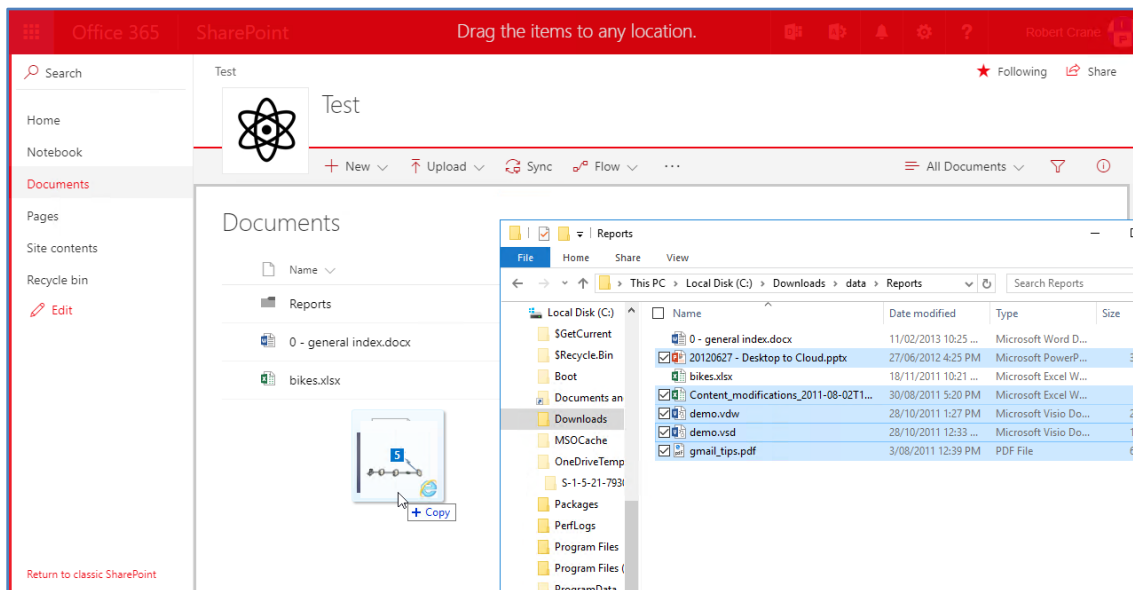 Office 365 SharePoint Drag the items to any location. ? Robert Crane
Search
Test
Following Share
Test
Home
Notebook
Documents
Pages
Site contents
Recycle bin
Edit
Return to classic SharePoint
New Upload Sync Flow ... All Documents
Documents
Name
Reports
0 - general index.docx
bikes.xlsx
5
+ Copy
Reports
File Home Share View
This PC > Local Disk (C:) > Downloads > data > Reports Search Reports
Local Disk (C:)
$GetCurrent
$Recycle.Bin
Boot
Documents an
Downloads
MSOCache
OneDriveTemp
S-1-5-21-793
Packages
PerfLogs
Program Files
Program Files (
ProgramData
Name Date modified Type Size
0 - general index.docx 11/02/2013 10:25 ... Microsoft Word D...
20120627 - Desktop to Cloud.pptx 27/06/2012 4:25 PM Microsoft PowerP...
bikes.xlsx 18/11/2011 10:21 ... Microsoft Excel W...
Content_modifications_2011-08-02T1... 30/08/2011 5:20 PM Microsoft Excel W...
demo.vdw 28/10/2011 1:27 PM Microsoft Visio Do...
demo.vsd 28/10/2011 12:33 ... Microsoft Visio Do...
gmail_tips.pdf 3/08/2011 12:39 PM PDF File